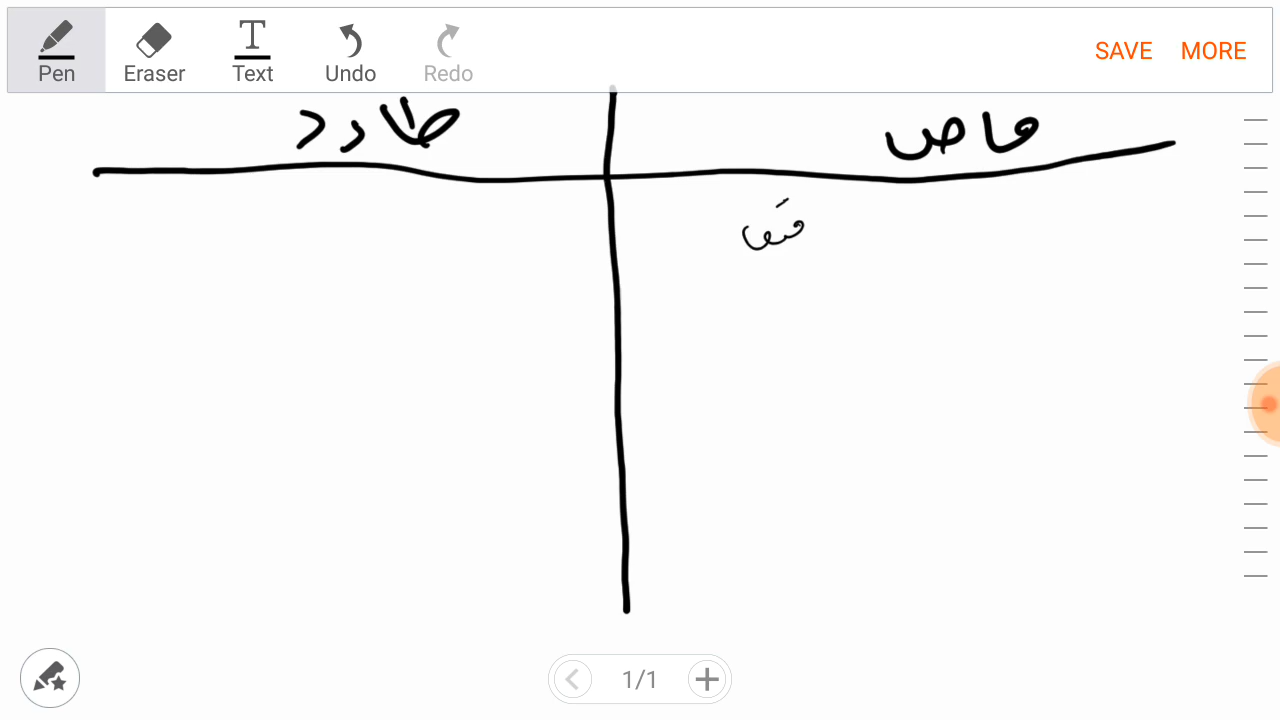 Pen Eraser Text Undo Redo SAVE MORE
ماص طارد
1/1